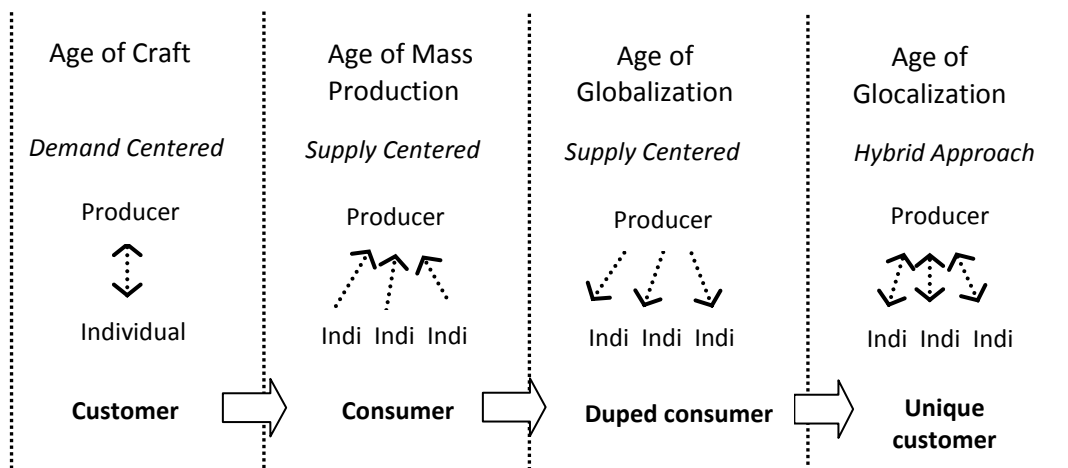 Age of Craft
Demand Centered
Producer
Individual
Customer
Age of Mass
Production
Supply Centered
Producer
Indi Indi Indi
Consumer
Age of
Globalization
Supply Centered
Producer
Indi Indi Indi
Duped consumer
Age of
Glocalization
Hybrid Approach
Producer
Indi Indi Indi
Unique
customer